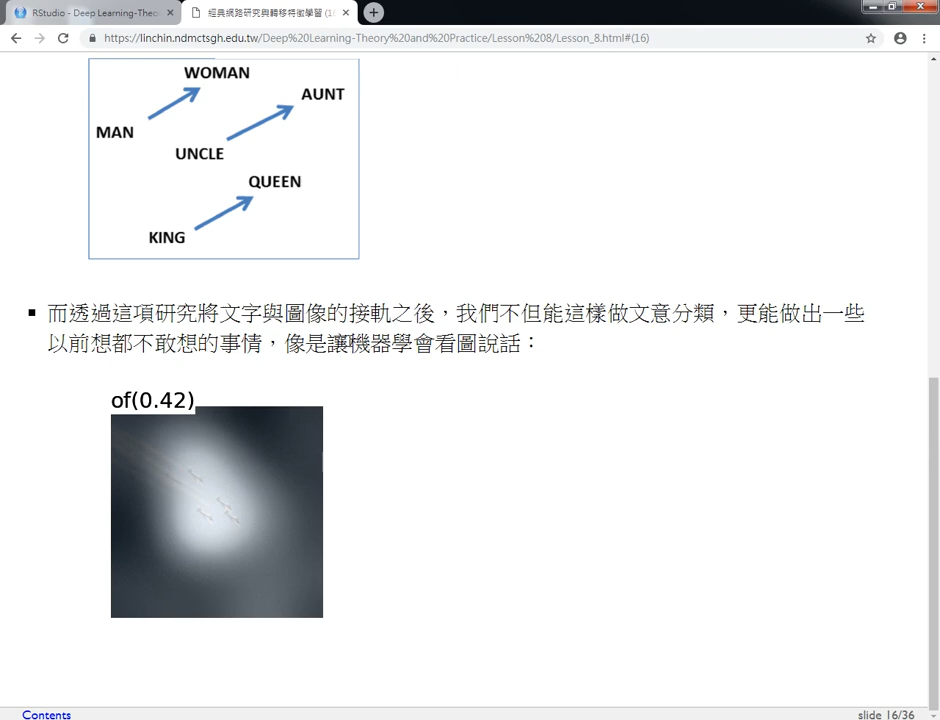 RStudio - Deep Learning-Theo
經典網路研究與轉移特徵學習 (1
https://linchin.ndmctsgh.edu.tw/Deep%20Learning-Theory%20and%20Practice/Lesson%208/Lesson_8.html#(16)
WOMAN
AUNT
MAN
UNCLE
QUEEN
KING
而透過這項研究將文字與圖像的接軌之後，我們不但能這樣做文意分類，更能做出一些
以前想都不敢想的事情，像是讓機器學會看圖說話：
of(0.42)
Contents
slide 16/36